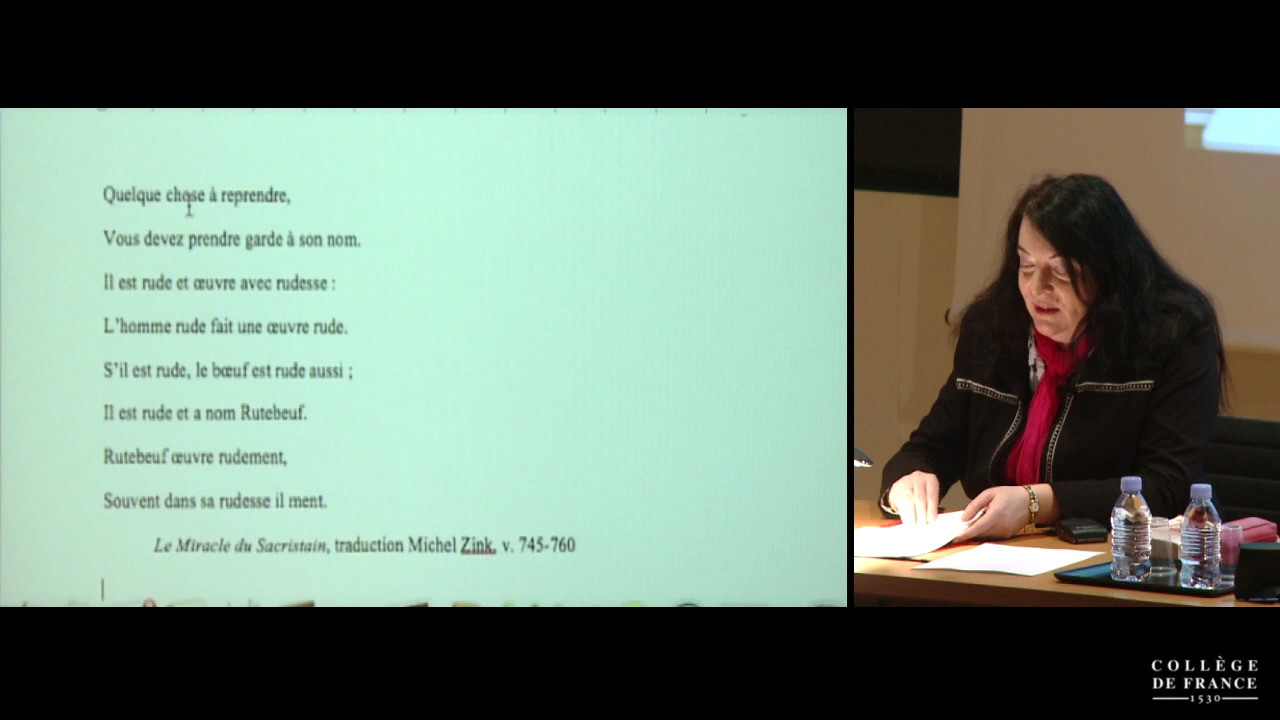 Quelque chose à reprendre,
Vous devez prendre garde à son nom.
Il est rude et œuvre avec rudesse :
L'homme rude fait une œuvre rude.
S'il est rude, le bœuf est rude aussi ;
Il est rude et a nom Rutebeuf.
Rutebeuf œuvre rudement,
Souvent dans sa rudesse il ment.
Le Miracle du Sacristain, traduction Michel Zink, v. 745-760
COLLÈGE
DE FRANCE
1530